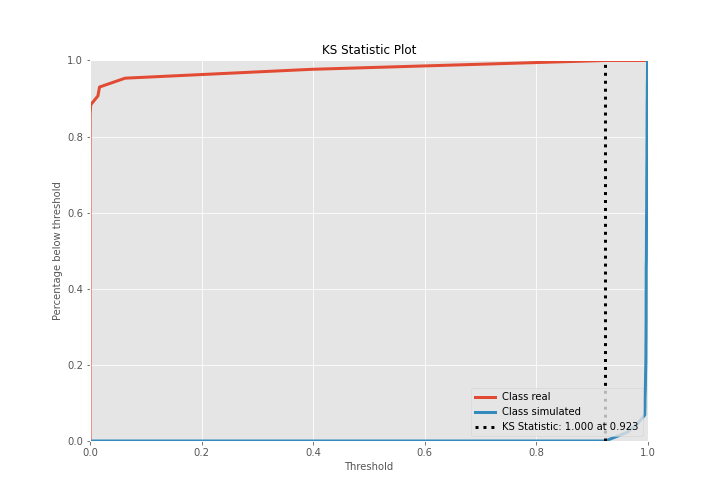 KS Statistic Plot
1.0
0.8
0.6
0.4
0.2
0.0
Percentage below threshold
Class real
Class simulated
KS Statistic: 1.000 at 0.923
0.0 0.2 0.4 0.6 0.8 1.0
Threshold